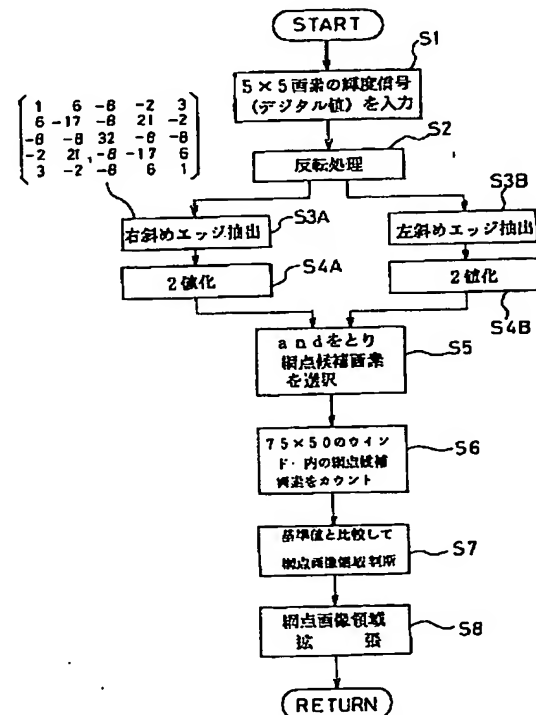 START
S1
5×5画素の輝度信号
(デジタル値)を入力
S2
反転処理
1 6 -8 -2 3
6 -17 -8 21 -2
-8 -8 32 -8 -8
-2 21 -8 -17 6
3 -2 -8 6 1
S3A
右斜めエッジ抽出
S3B
左斜めエッジ抽出
S4A
2値化
S4B
2値化
S5
andをとり
網点候補画素
を選択
S6
75×50のウイン
ド・内の網点候補
画素をカウント
S7
基準値と比較して
網点画像領域判断
S8
網点画像領域
拡 張
RETURN